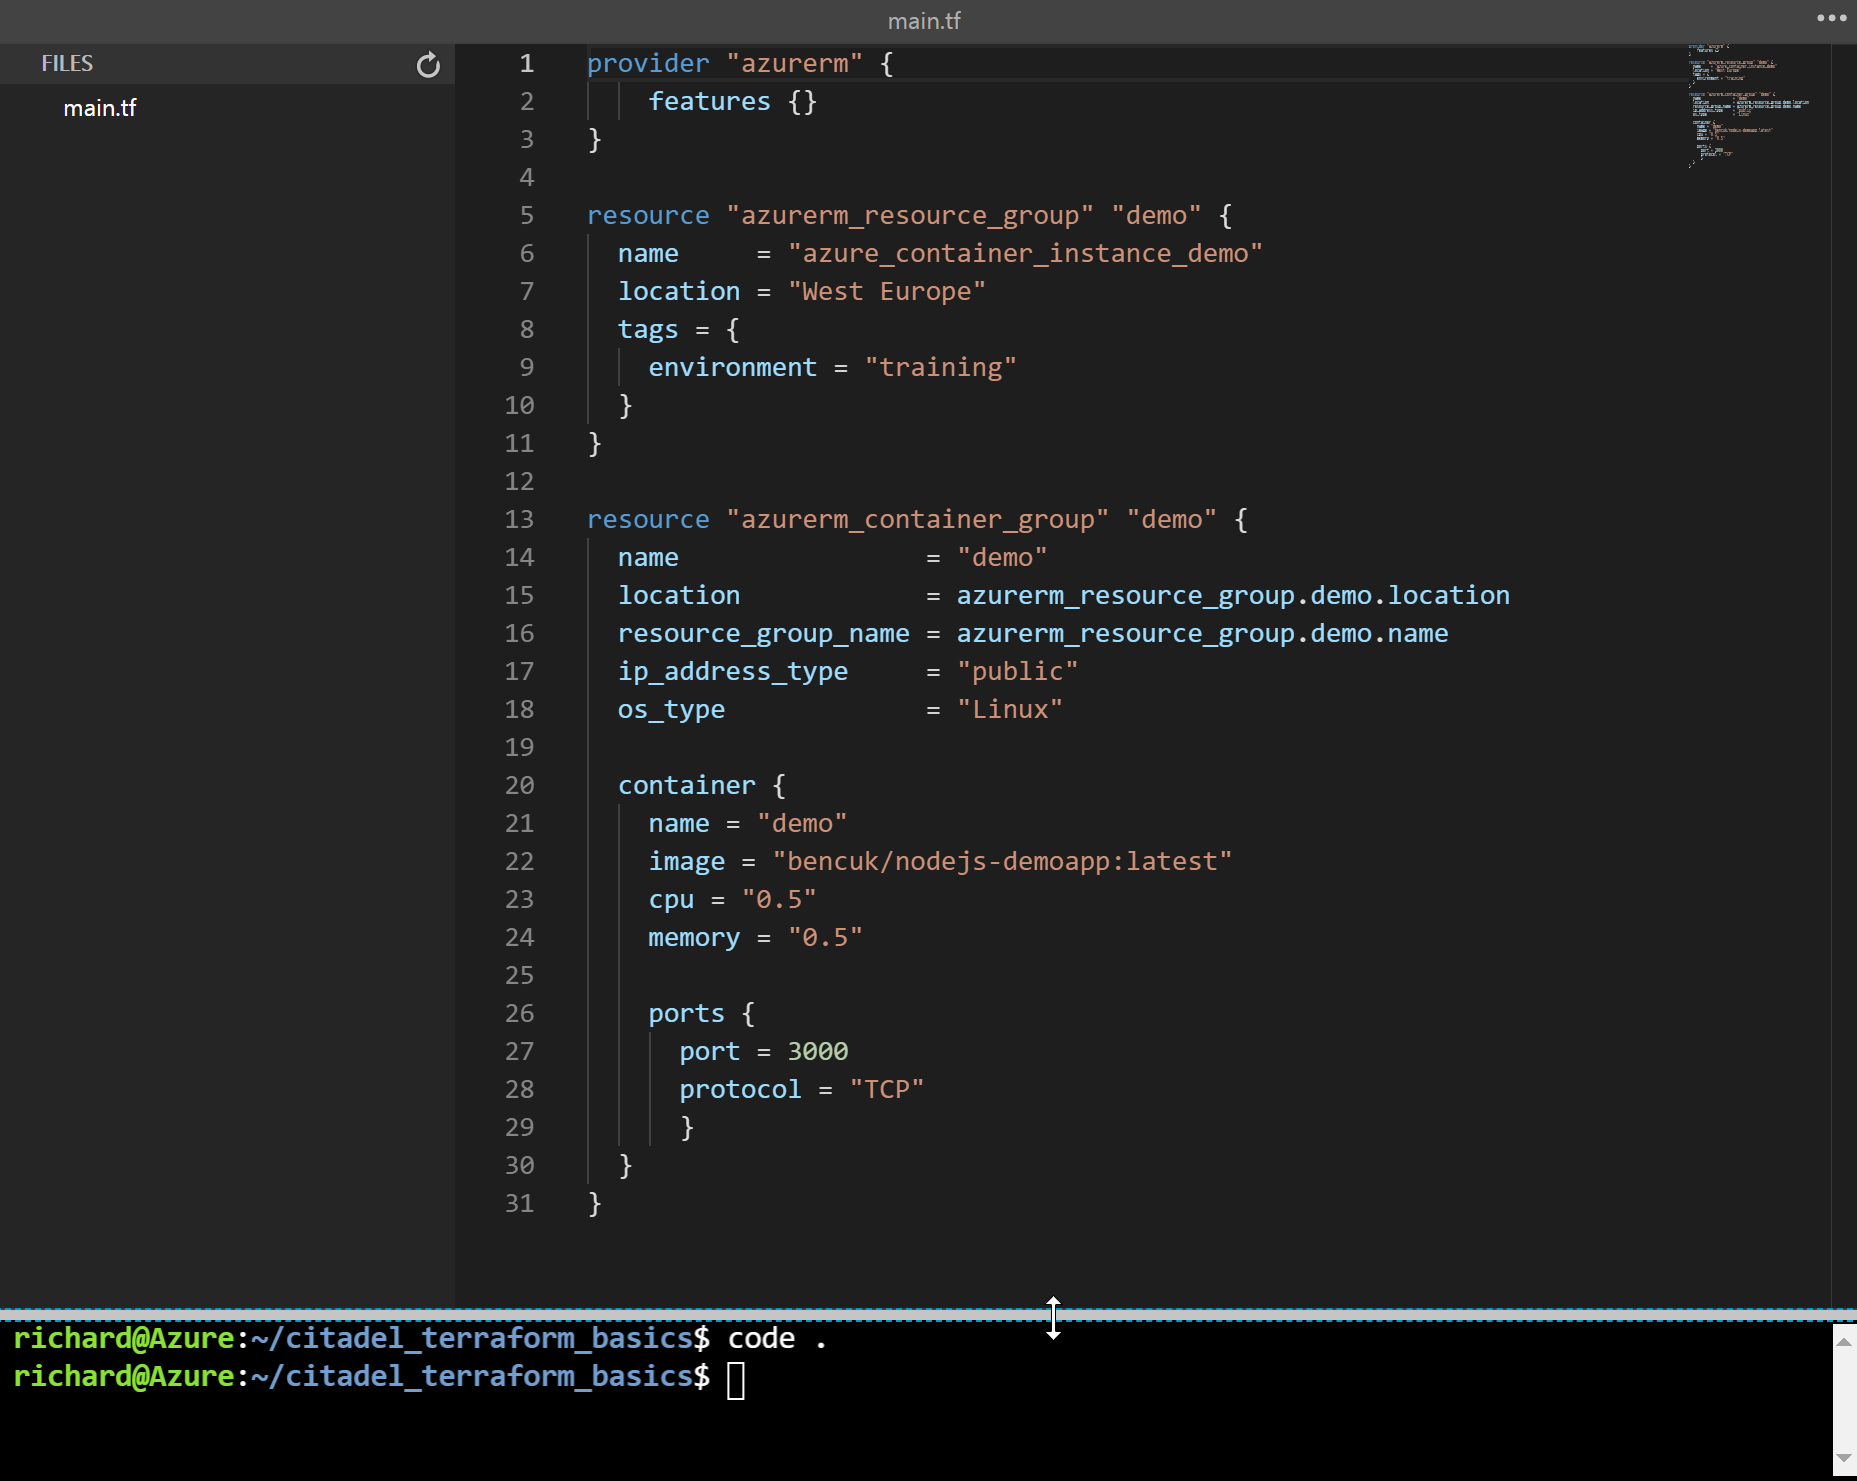 main.tf
FILES
main.tf
1 provider "azurerm" {
2     features {}
3 }
4
5 resource "azurerm_resource_group" "demo" {
6   name     = "azure_container_instance_demo"
7   location = "West Europe"
8   tags = {
9     environment = "training"
10   }
11 }
12
13 resource "azurerm_container_group" "demo" {
14   name                = "demo"
15   location            = azurerm_resource_group.demo.location
16   resource_group_name = azurerm_resource_group.demo.name
17   ip_address_type     = "public"
18   os_type             = "Linux"
19
20   container {
21     name = "demo"
22     image = "bencuk/nodejs-demoapp:latest"
23     cpu = "0.5"
24     memory = "0.5"
25
26     ports {
27       port = 3000
28       protocol = "TCP"
29       }
30   }
31 }
richard@Azure:~/citadel_terraform_basics$ code .
richard@Azure:~/citadel_terraform_basics$